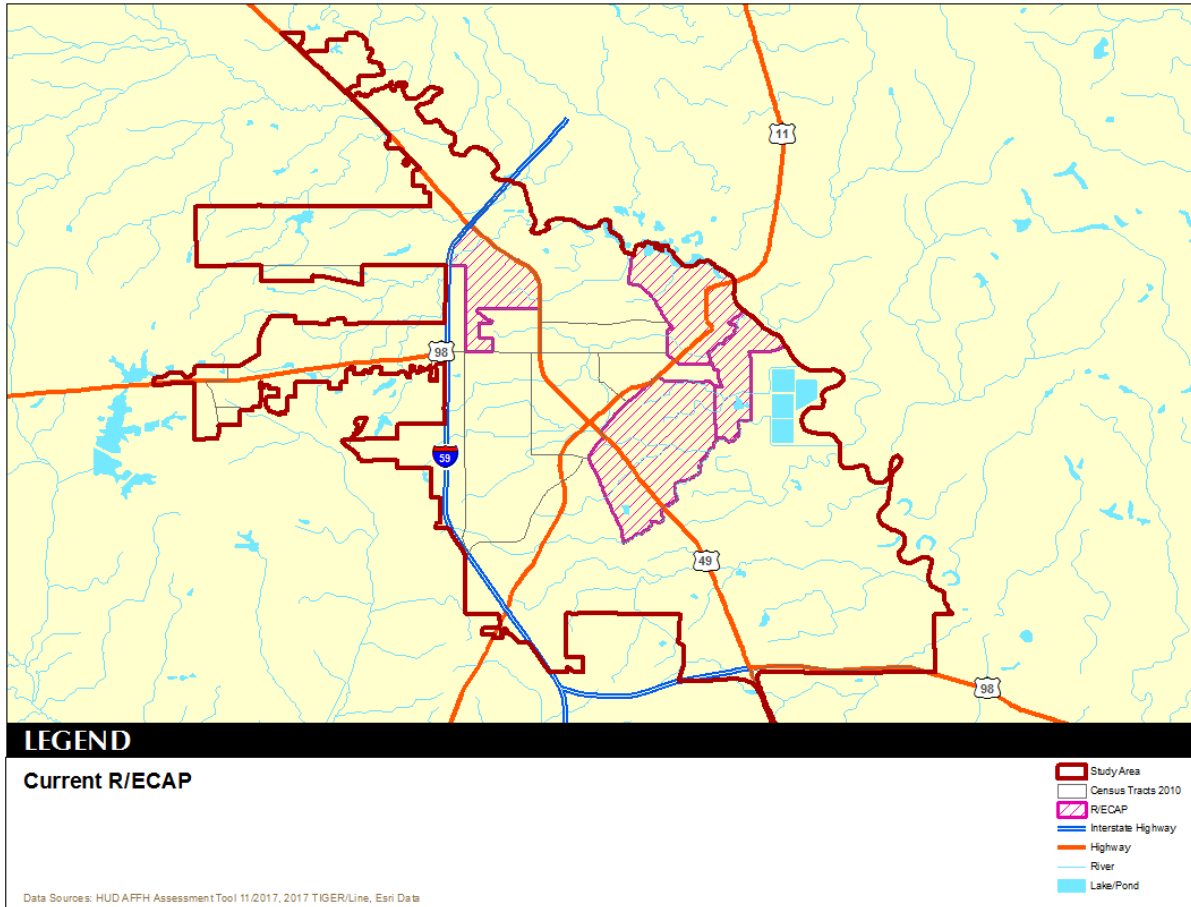 11
98
59
49
98
LEGEND
Current R/ECAP
Study Area
Census Tracts 2010
R/ECAP
Interstate Highway
Highway
River
Lake/Pond
Data Sources: HUD AFFH Assessment Tool 11/2017, 2017 TIGER/Line, Esri Data